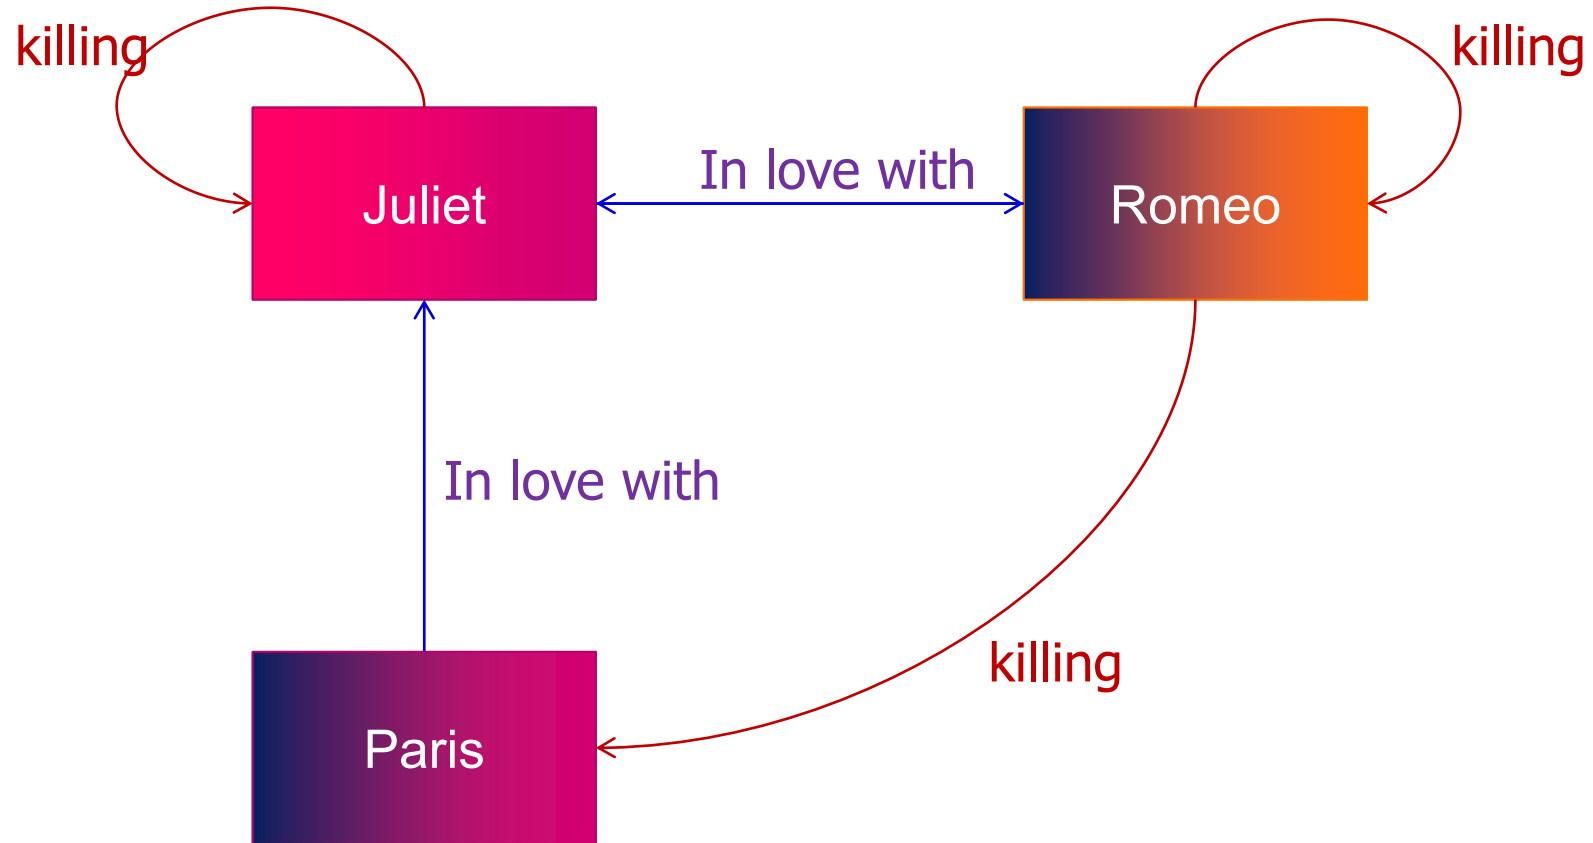 killing
killing
In love with
Juliet
Romeo
In love with
killing
Paris